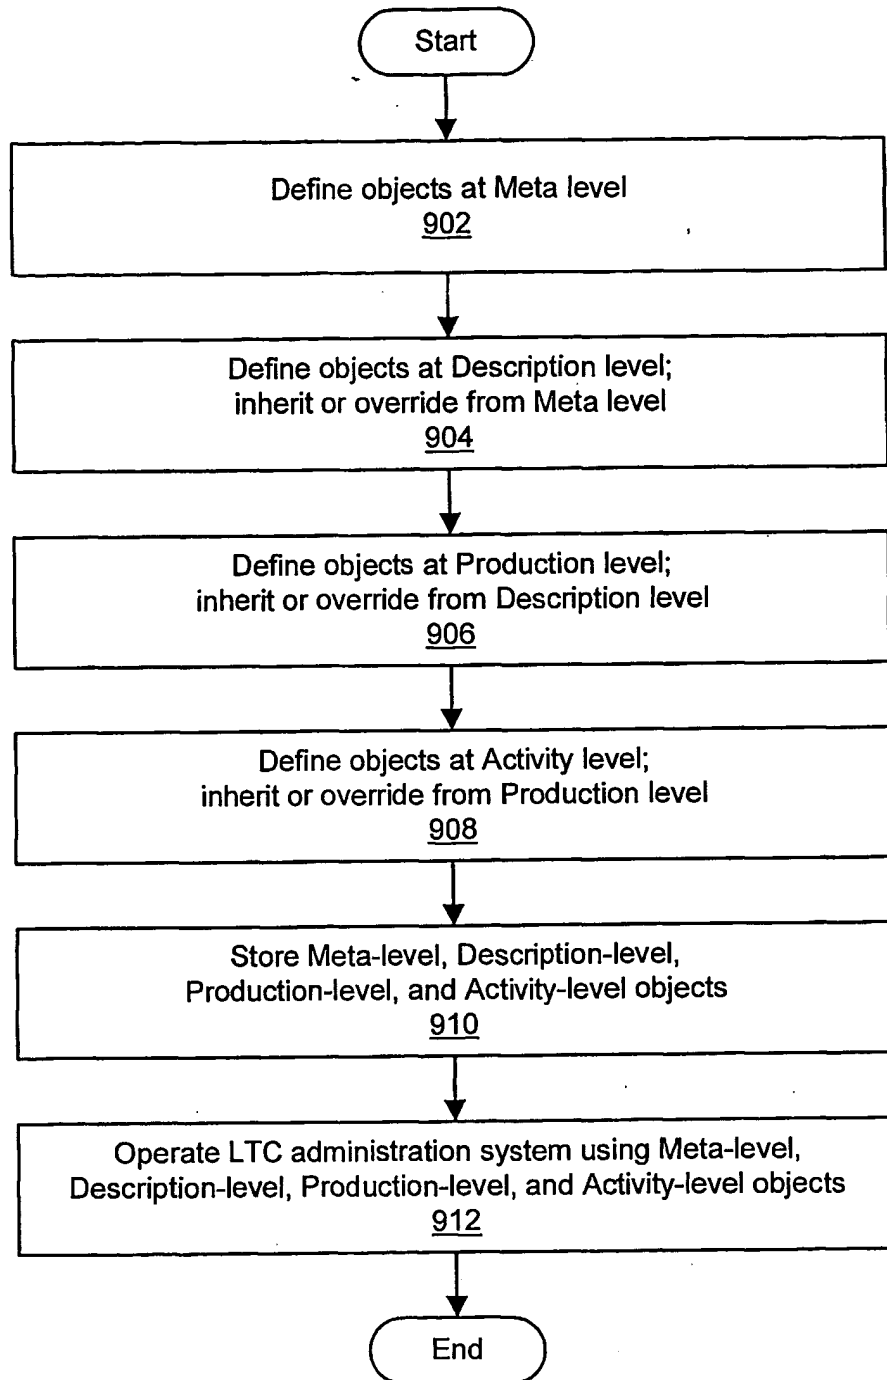 Start
Define objects at Meta level
902
Define objects at Description level;
inherit or override from Meta level
904
Define objects at Production level;
inherit or override from Description level
906
Define objects at Activity level;
inherit or override from Production level
908
Store Meta-level, Description-level,
Production-level, and Activity-level objects
910
Operate LTC administration system using Meta-level,
Description-level, Production-level, and Activity-level objects
912
End